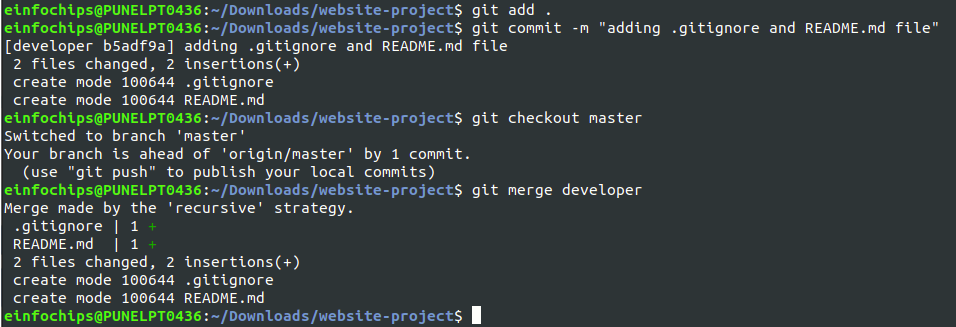 einfochips@PUNELPT0436:~/Downloads/website-project$ git add .
einfochips@PUNELPT0436:~/Downloads/website-project$ git commit -m "adding .gitignore and README.md file"
[developer b5adf9a] adding .gitignore and README.md file
 2 files changed, 2 insertions(+)
 create mode 100644 .gitignore
 create mode 100644 README.md
einfochips@PUNELPT0436:~/Downloads/website-project$ git checkout master
Switched to branch 'master'
Your branch is ahead of 'origin/master' by 1 commit.
  (use "git push" to publish your local commits)
einfochips@PUNELPT0436:~/Downloads/website-project$ git merge developer
Merge made by the 'recursive' strategy.
 .gitignore | 1 +
 README.md  | 1 +
 2 files changed, 2 insertions(+)
 create mode 100644 .gitignore
 create mode 100644 README.md
einfochips@PUNELPT0436:~/Downloads/website-project$